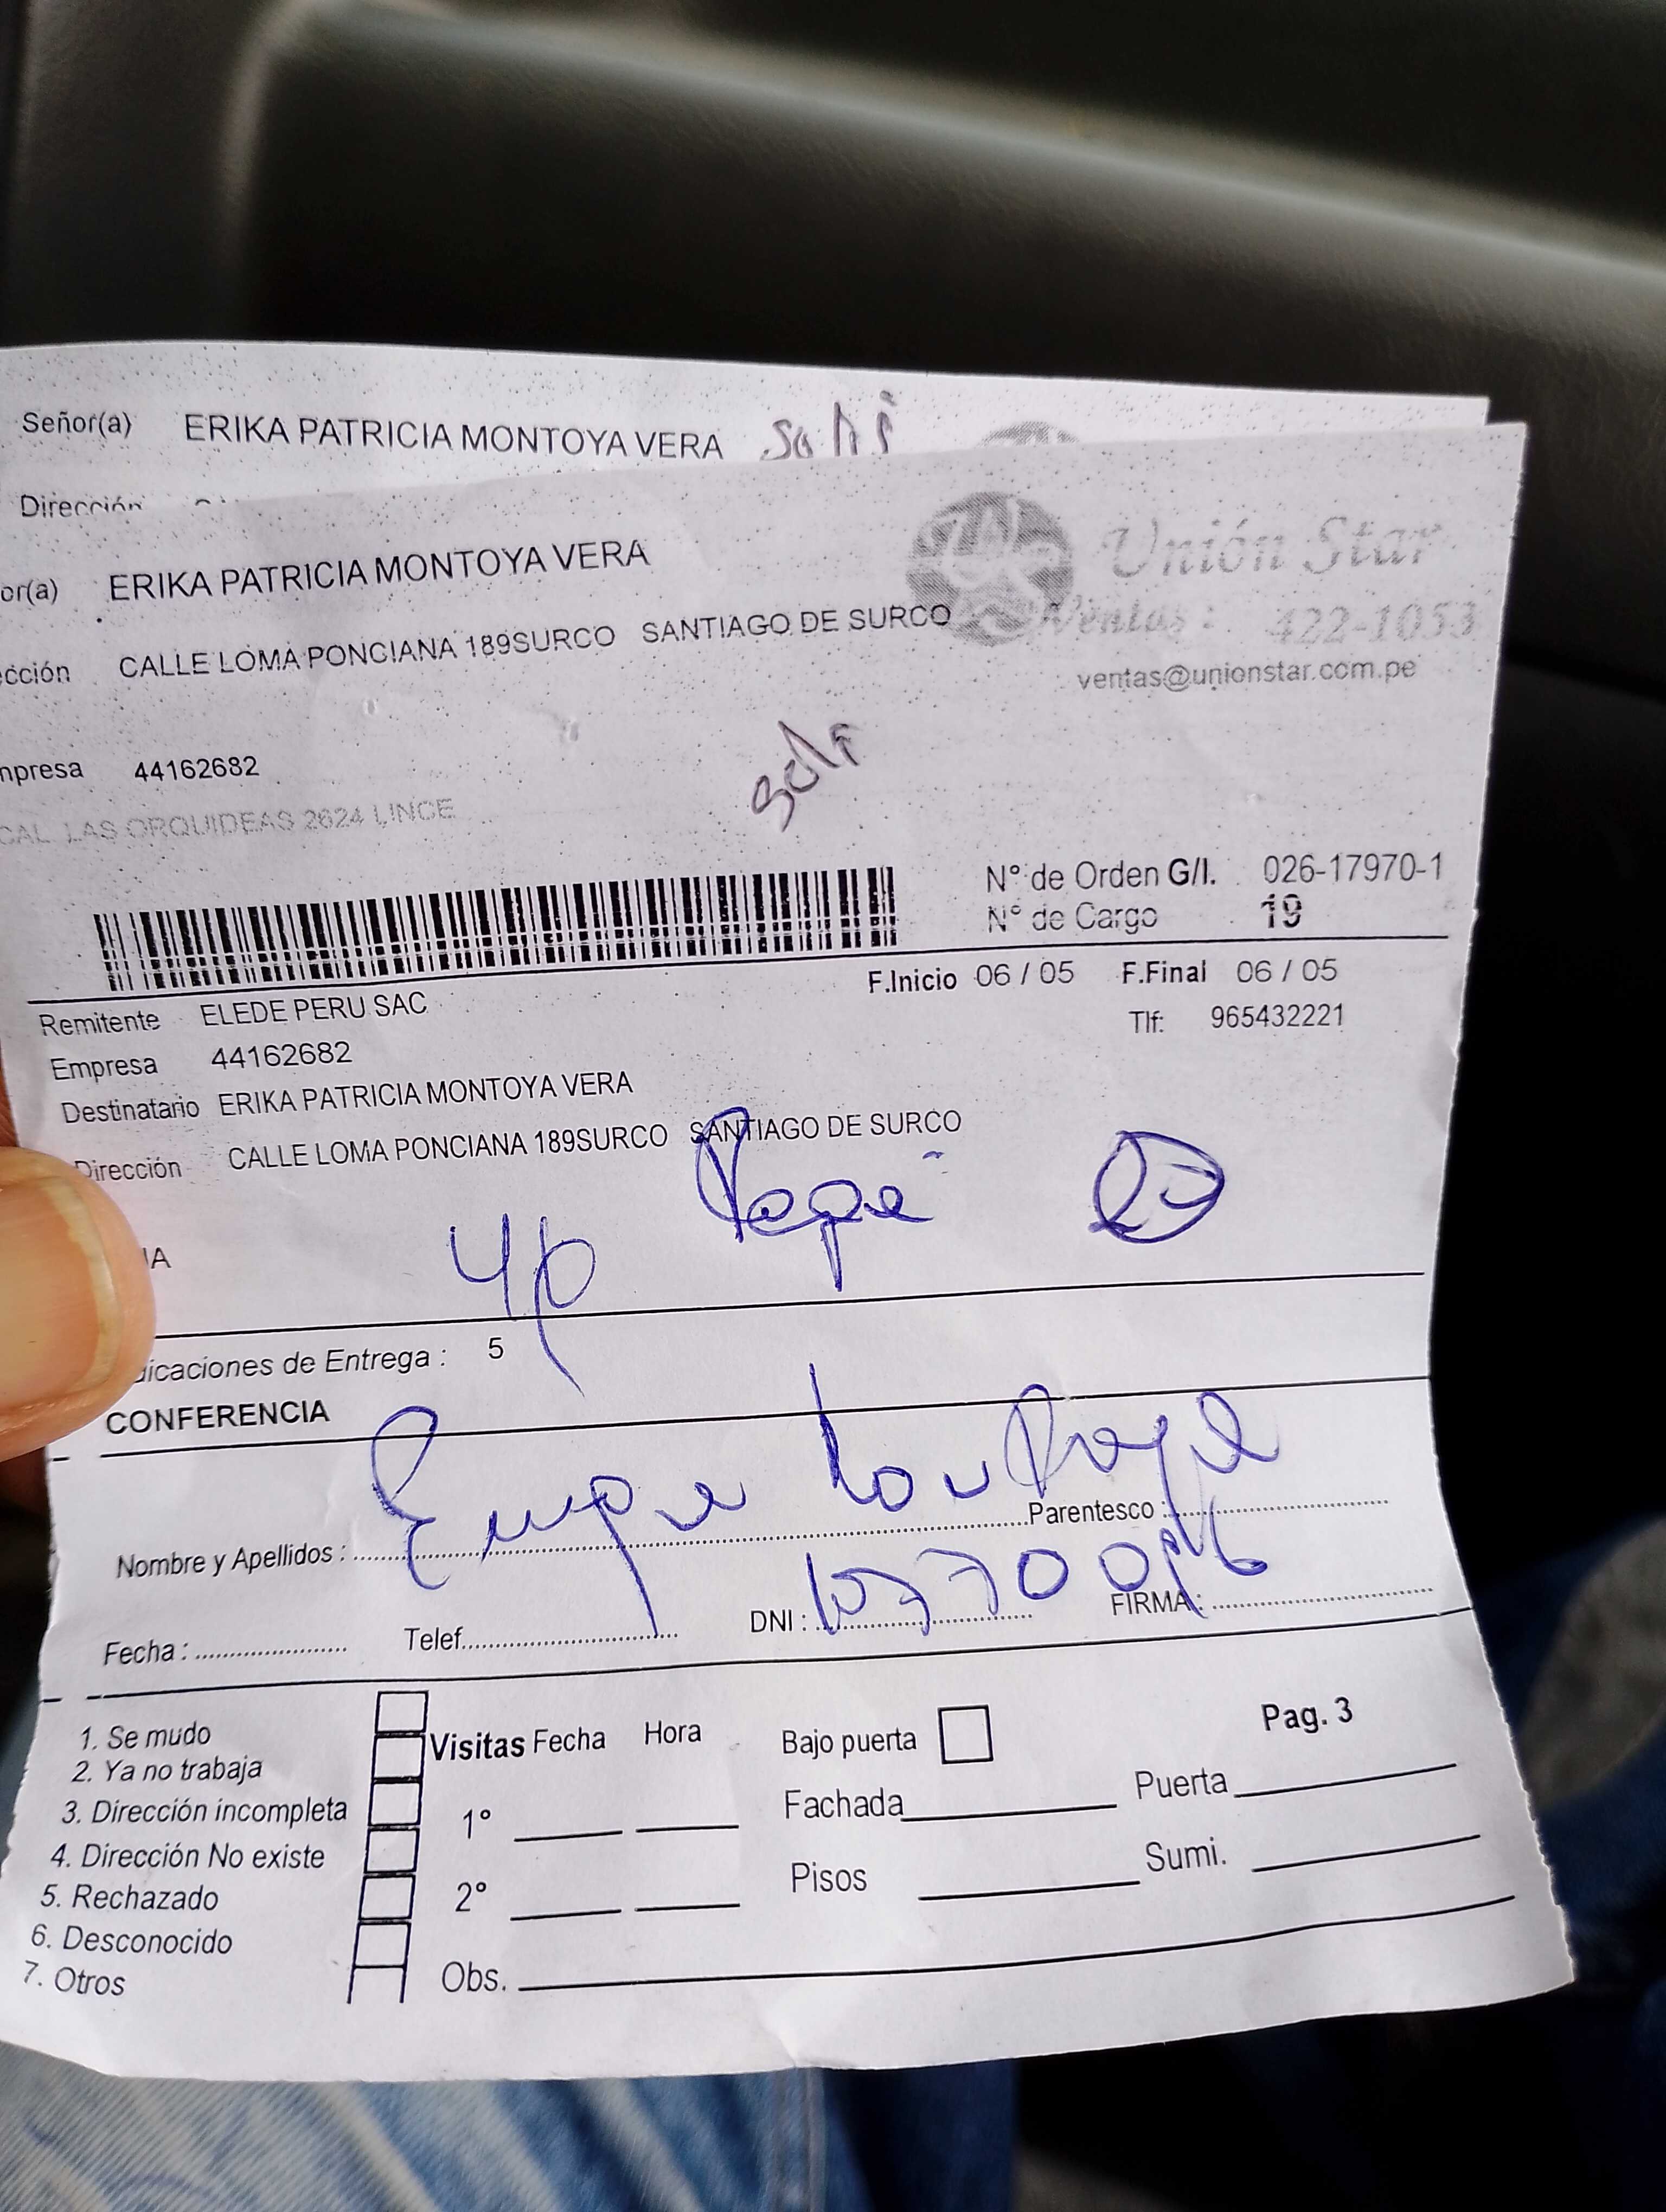 Señor(a) ERIKA PATRICIA MONTOYA VERA Soli
Dirección
or(a) ERIKA PATRICIA MONTOYA VERA
Unión Star
Ventas: 422-1053
cción CALLE LOMA PONCIANA 189SURCO SANTIAGO DE SURCO
ventas@unionstar.com.pe
mpresa 44162682
Soli
CAL. LAS ORQUIDEAS 2624 LINCE
N° de Orden G/I. 026-17970-1
N° de Cargo 19
F.Inicio 06 / 05 F.Final 06 / 05
Remitente ELEDE PERU SAC
Tlf: 965432221
Empresa 44162682
Destinatario ERIKA PATRICIA MONTOYA VERA
Dirección CALLE LOMA PONCIANA 189SURCO SANTIAGO DE SURCO
IA
dicaciones de Entrega : 5
CONFERENCIA
Nombre y Apellidos : Parentesco :
Fecha : Telef. DNI : FIRMA :
1. Se mudo
2. Ya no trabaja
3. Dirección incompleta
4. Dirección No existe
5. Rechazado
6. Desconocido
7. Otros
Visitas Fecha Hora
1°
2°
Obs.
Bajo puerta
Fachada
Pisos
Pag. 3
Puerta
Sumi.